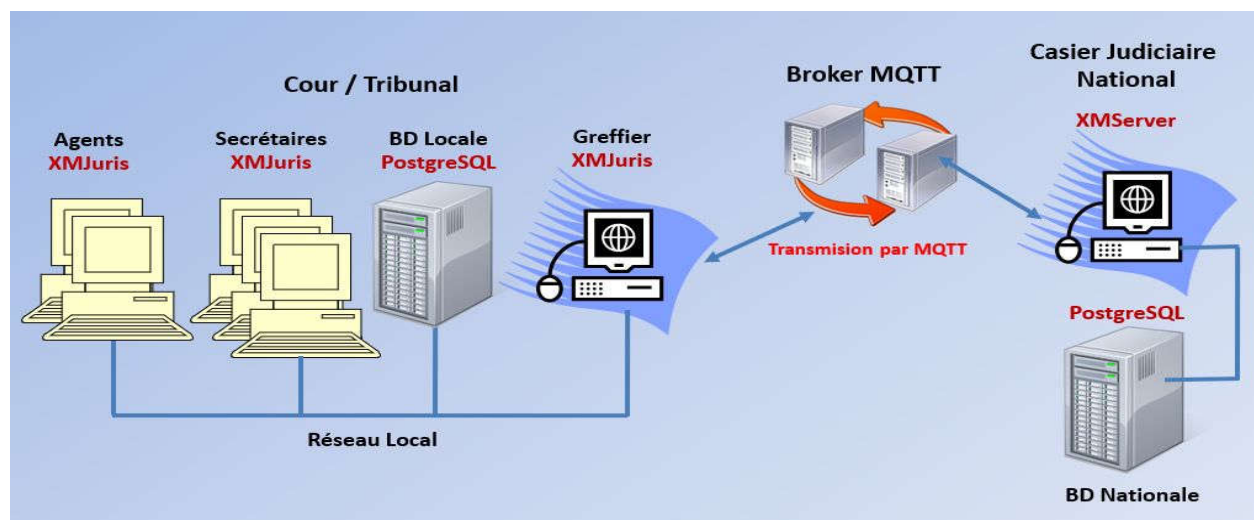 Cour / Tribunal
Agents
XMJuris
Secrétaires
XMJuris
BD Locale
PostgreSQL
Greffier
XMJuris
Réseau Local
Broker MQTT
Transmision par MQTT
Casier Judiciaire
National
XMServer
PostgreSQL
BD Nationale